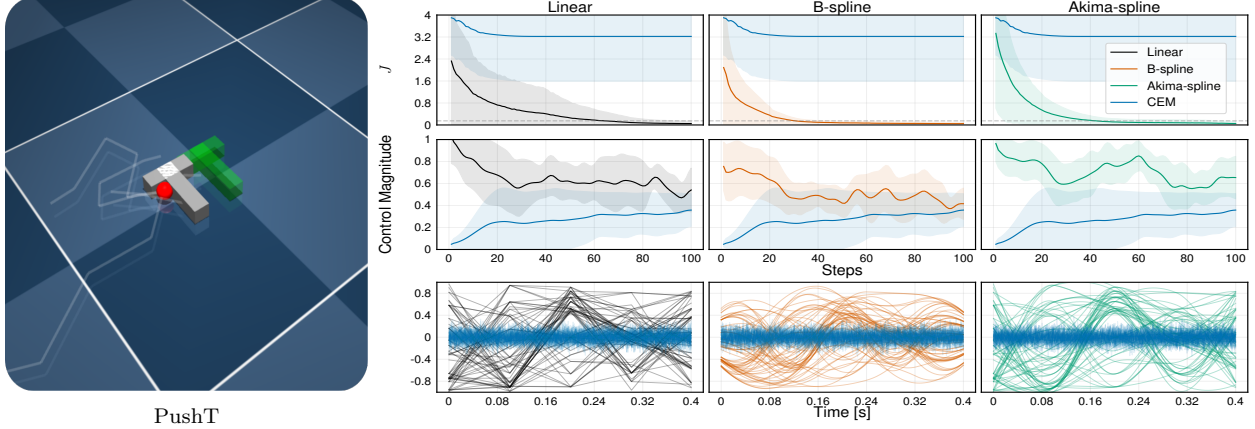 Linear
B-spline
Akima-spline
J
4
3.2
2.4
1.6
0.8
0
Linear
B-spline
Akima-spline
CEM
Control Magnitude
1
0.8
0.6
0.4
0.2
0
0 20 40 60 80 100
0 20 40 60 80 100
0 20 40 60 80 100
Steps
0.8
0.4
0
-0.4
-0.8
0 0.08 0.16 0.24 0.32 0.4
0 0.08 0.16 0.24 0.32 0.4
0 0.08 0.16 0.24 0.32 0.4
Time [s]
PushT